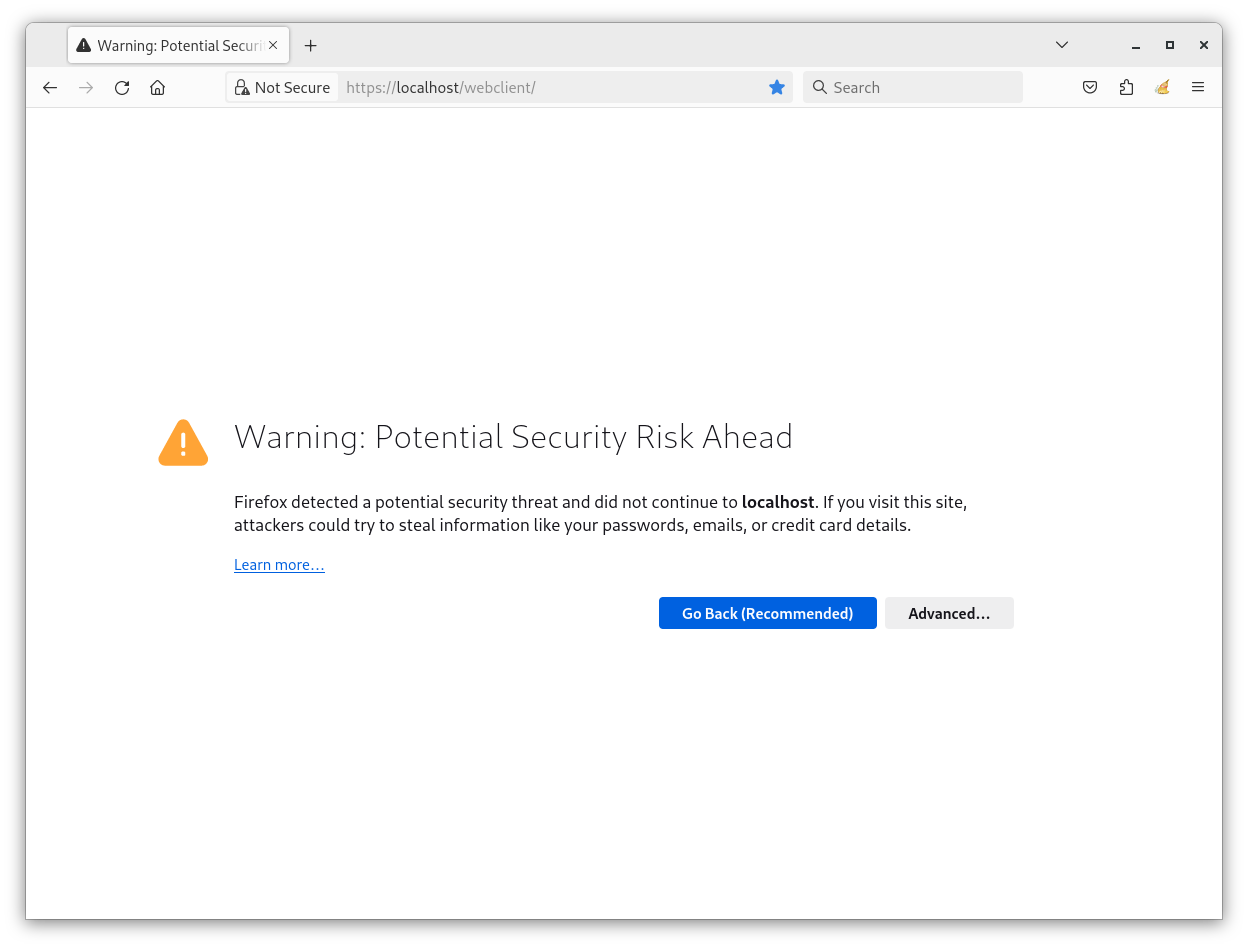 Warning: Potential Securi
Not Secure
https://localhost/webclient/
Search
Warning: Potential Security Risk Ahead
Firefox detected a potential security threat and did not continue to localhost. If you visit this site,
attackers could try to steal information like your passwords, emails, or credit card details.
Learn more…
Go Back (Recommended)
Advanced…